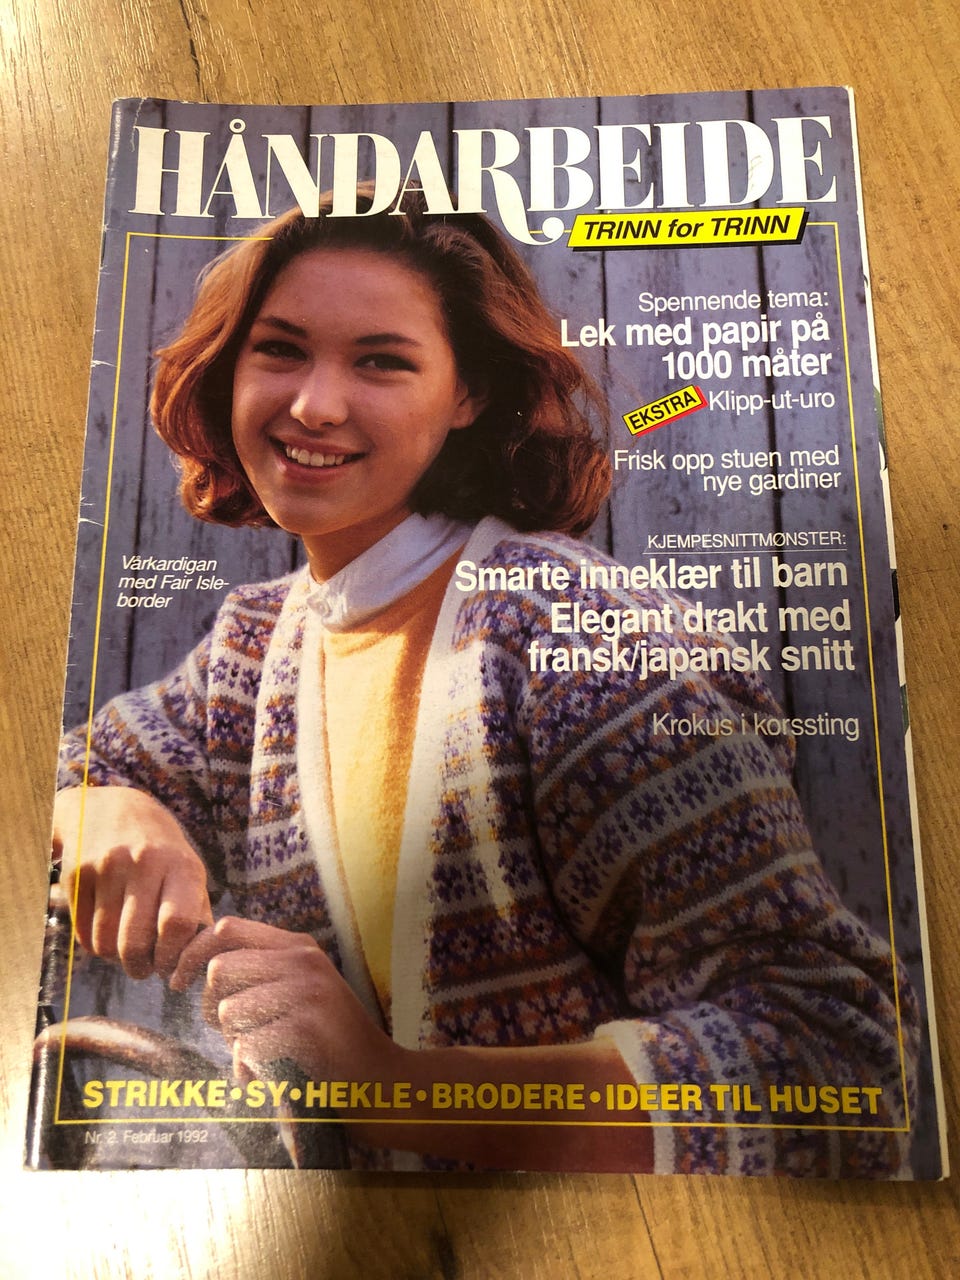 HÅNDARBEIDE
TRINN for TRINN
Spennende tema:
Lek med papir på
1000 måter
EKSTRA Klipp-ut-uro
Frisk opp stuen med
nye gardiner
Vårkardigan
med Fair Isle-
border
KJEMPESNITTMØNSTER:
Smarte inneklær til barn
Elegant drakt med
fransk/japansk snitt
Krokus i korssting
STRIKKE•SY•HEKLE•BRODERE•IDEER TIL HUSET
Nr. 2. Februar 1992